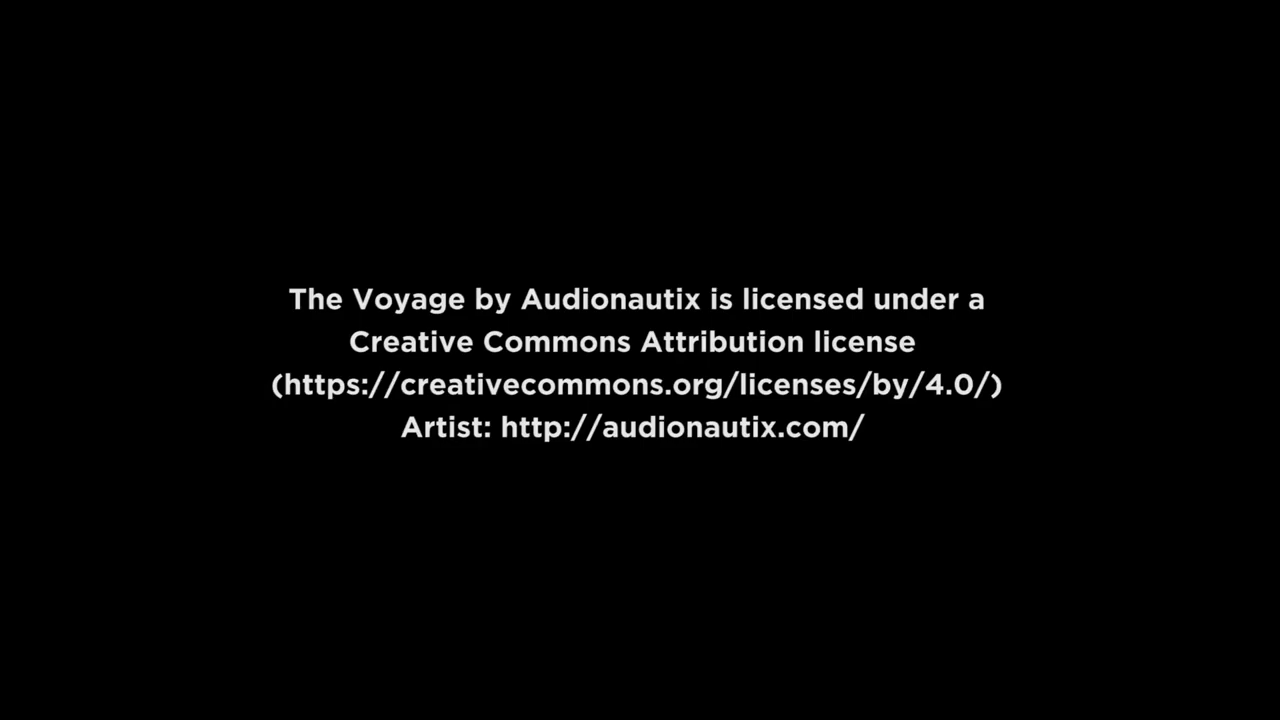 The Voyage by Audionautix is licensed under a
Creative Commons Attribution license
(https://creativecommons.org/licenses/by/4.0/)
Artist: http://audionautix.com/